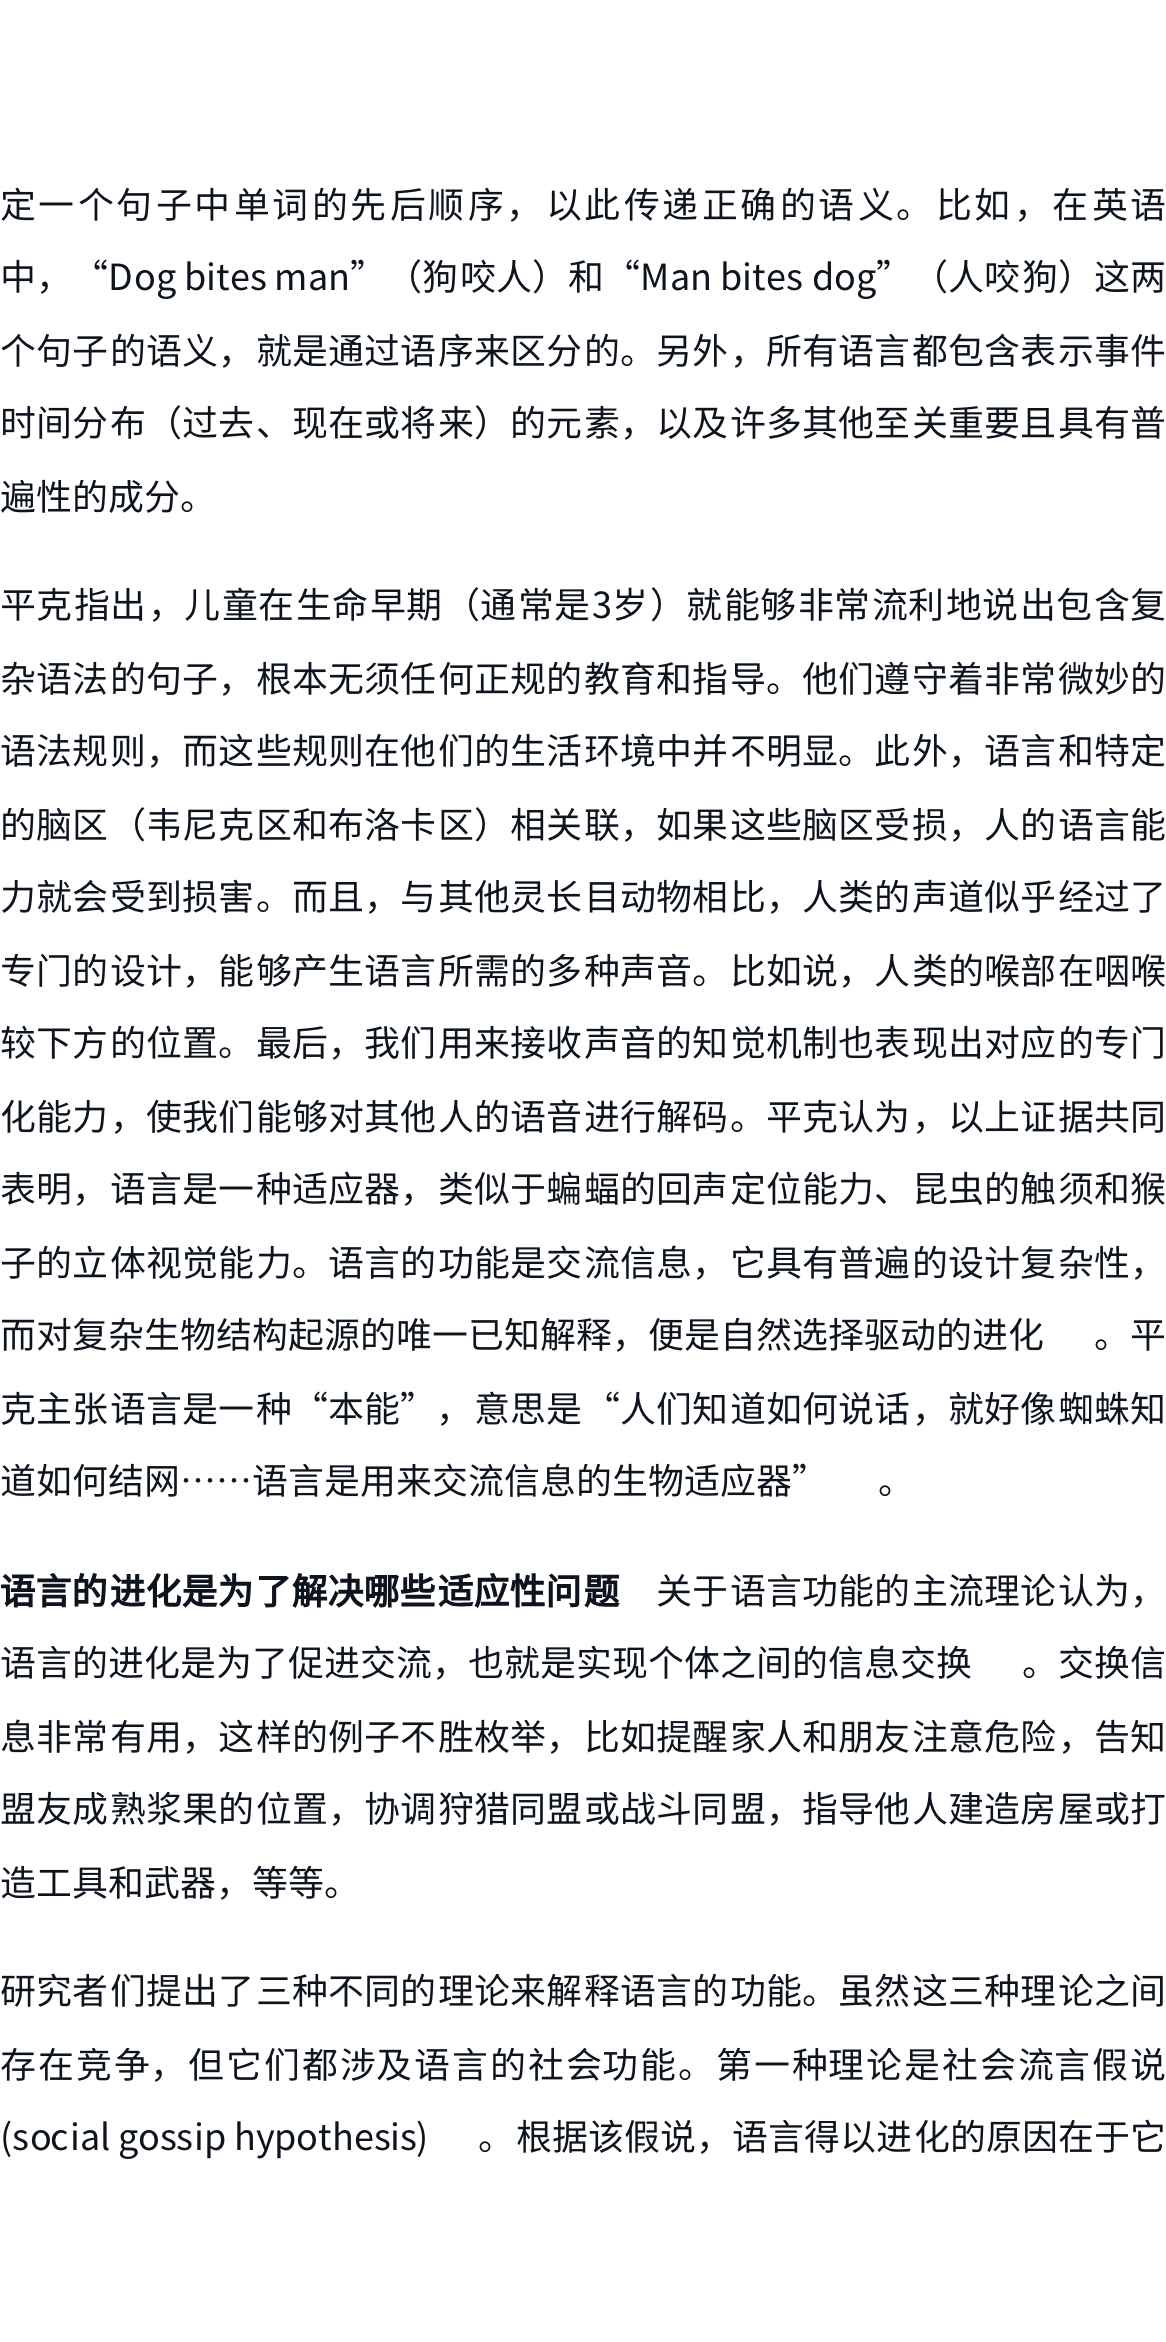 定一个句子中单词的先后顺序，以此传递正确的语义。比如，在英语
中，“Dog bites man”（狗咬人）和“Man bites dog”（人咬狗）这两
个句子的语义，就是通过语序来区分的。另外，所有语言都包含表示事件
时间分布（过去、现在或将来）的元素，以及许多其他至关重要且具有普
遍性的成分。
平克指出，儿童在生命早期（通常是3岁）就能够非常流利地说出包含复
杂语法的句子，根本无须任何正规的教育和指导。他们遵守着非常微妙的
语法规则，而这些规则在他们的生活环境中并不明显。此外，语言和特定
的脑区（韦尼克区和布洛卡区）相关联，如果这些脑区受损，人的语言能
力就会受到损害。而且，与其他灵长目动物相比，人类的声道似乎经过了
专门的设计，能够产生语言所需的多种声音。比如说，人类的喉部在咽喉
较下方的位置。最后，我们用来接收声音的知觉机制也表现出对应的专门
化能力，使我们能够对其他人的语音进行解码。平克认为，以上证据共同
表明，语言是一种适应器，类似于蝙蝠的回声定位能力、昆虫的触须和猴
子的立体视觉能力。语言的功能是交流信息，它具有普遍的设计复杂性，
而对复杂生物结构起源的唯一已知解释，便是自然选择驱动的进化　。平
克主张语言是一种“本能”，意思是“人们知道如何说话，就好像蜘蛛知
道如何结网……语言是用来交流信息的生物适应器”　。
语言的进化是为了解决哪些适应性问题　关于语言功能的主流理论认为，
语言的进化是为了促进交流，也就是实现个体之间的信息交换　。交换信
息非常有用，这样的例子不胜枚举，比如提醒家人和朋友注意危险，告知
盟友成熟浆果的位置，协调狩猎同盟或战斗同盟，指导他人建造房屋或打
造工具和武器，等等。
研究者们提出了三种不同的理论来解释语言的功能。虽然这三种理论之间
存在竞争，但它们都涉及语言的社会功能。第一种理论是社会流言假说
(social gossip hypothesis)　。根据该假说，语言得以进化的原因在于它